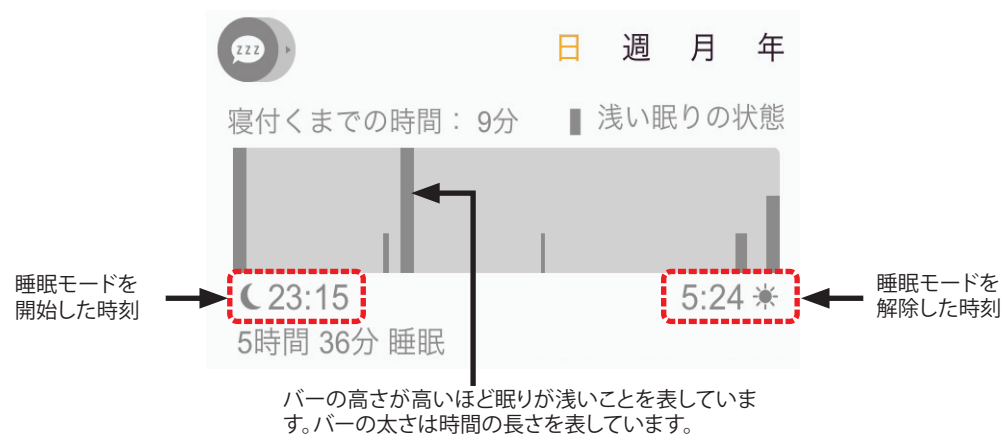 zzz
日 週 月 年
寝付くまでの時間： 9分 浅い眠りの状態
睡眠モードを
開始した時刻
23:15
5:24
睡眠モードを
解除した時刻
5時間 36分 睡眠
バーの高さが高いほど眠りが浅いことを表していま
す。バーの太さは時間の長さを表しています。